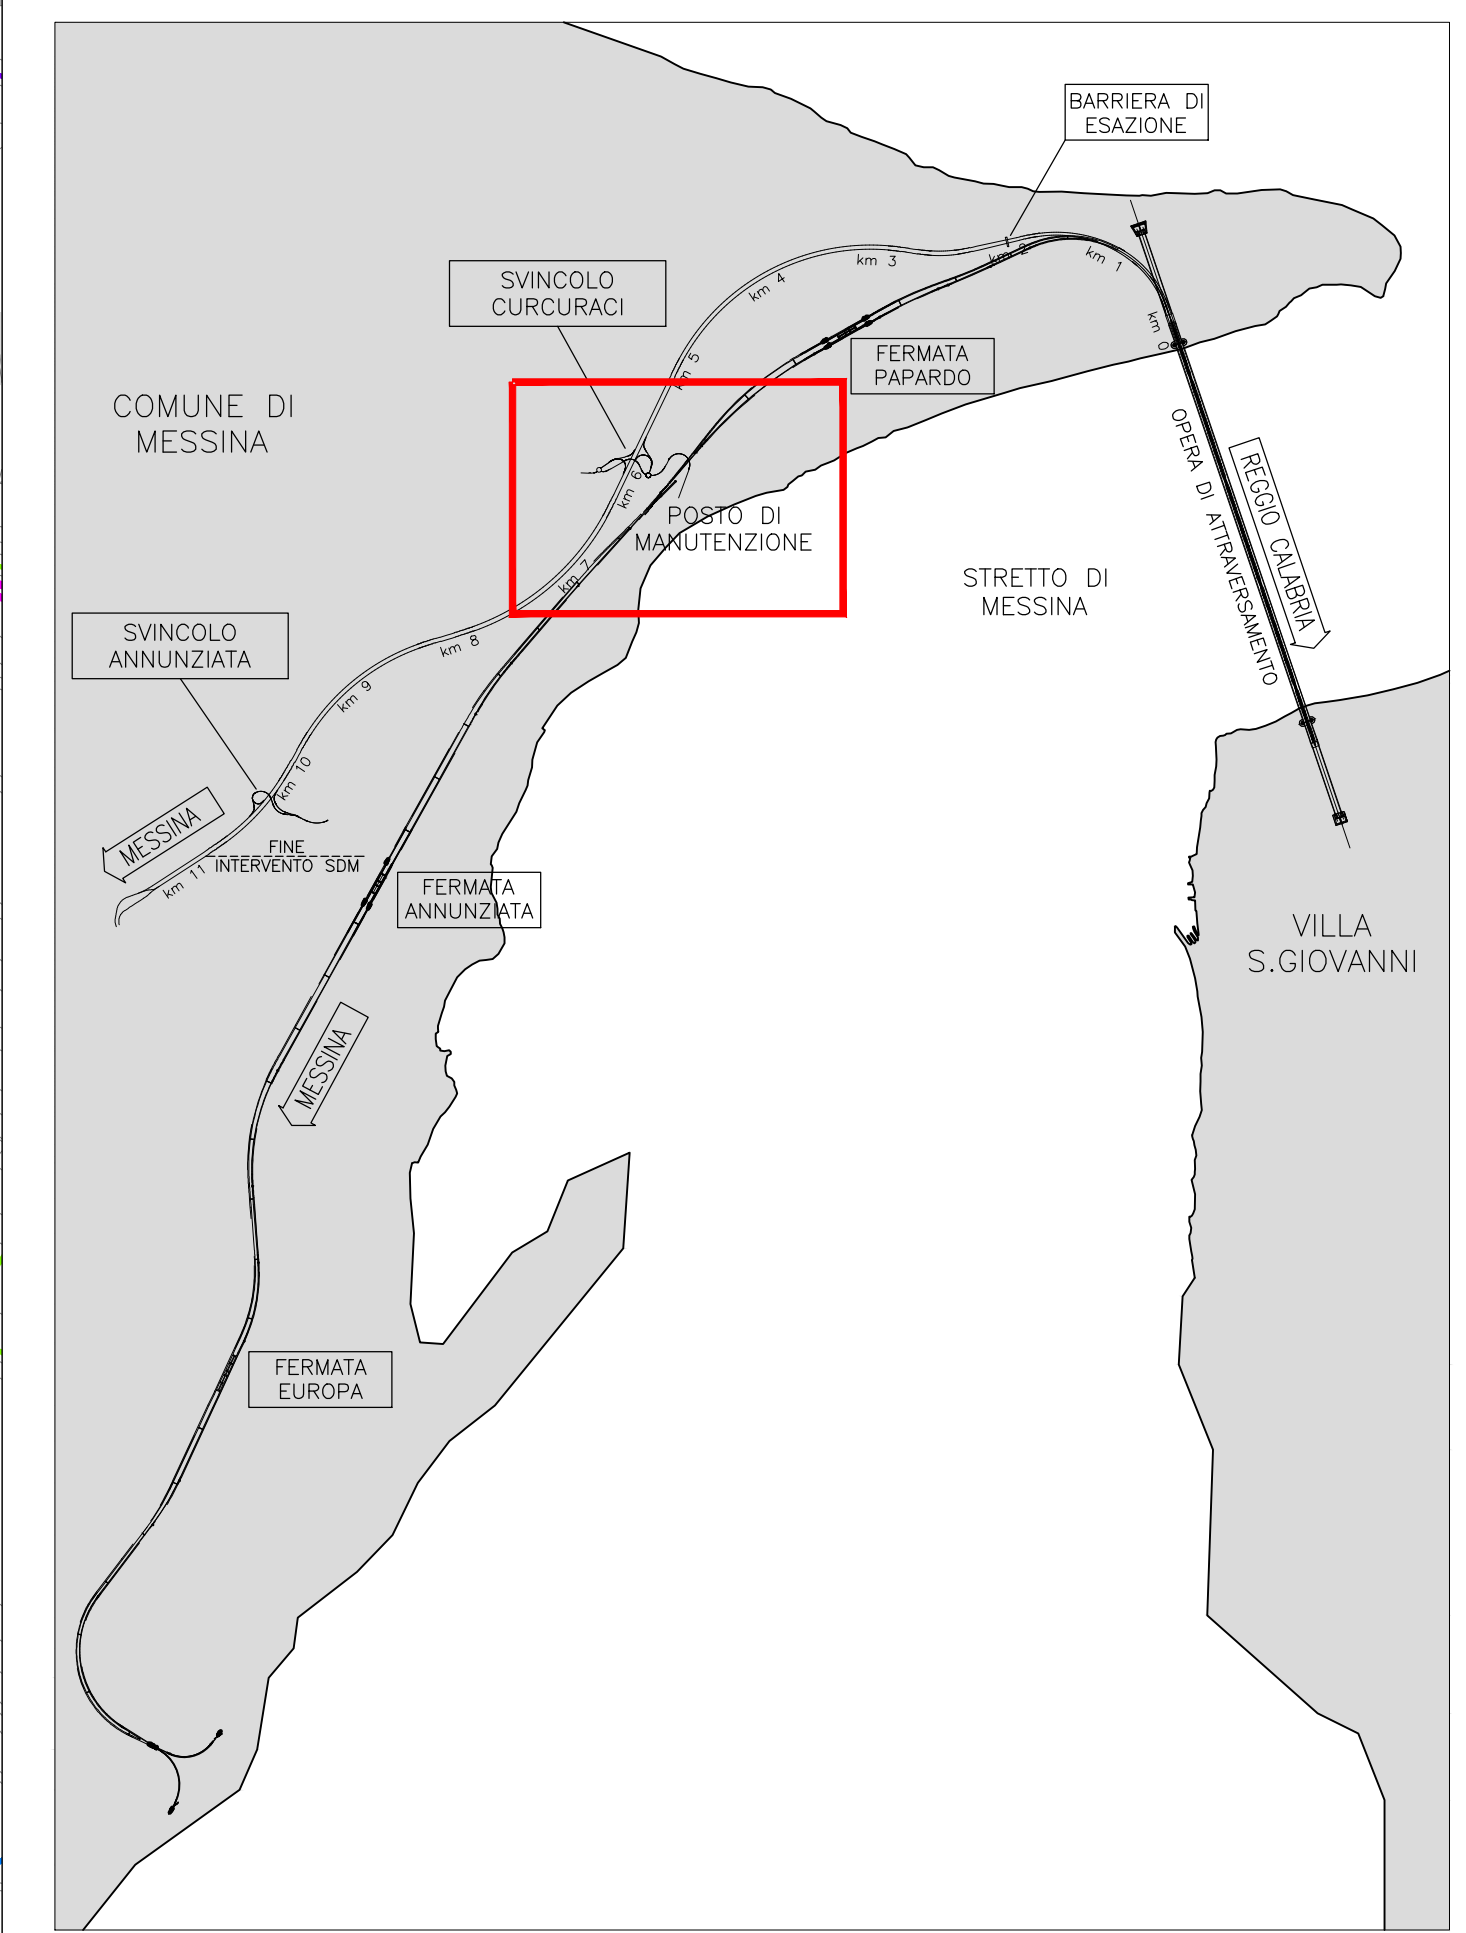 BARRIERA DI
ESAZIONE
SVINCOLO
CURCURACI
km 4
km 3
km 2
km 1
km 0
FERMATA
PAPARDO
km 5
COMUNE DI
MESSINA
km 6
POSTO DI
MANUTENZIONE
OPERA DI ATTRAVERSAMENTO
REGGIO CALABRIA
STRETTO DI
MESSINA
km 7
SVINCOLO
ANNUNZIATA
km 8
km 9
km 10
MESSINA
FINE
INTERVENTO SDM
km 11
FERMATA
ANNUNZIATA
VILLA
S.GIOVANNI
MESSINA
FERMATA
EUROPA